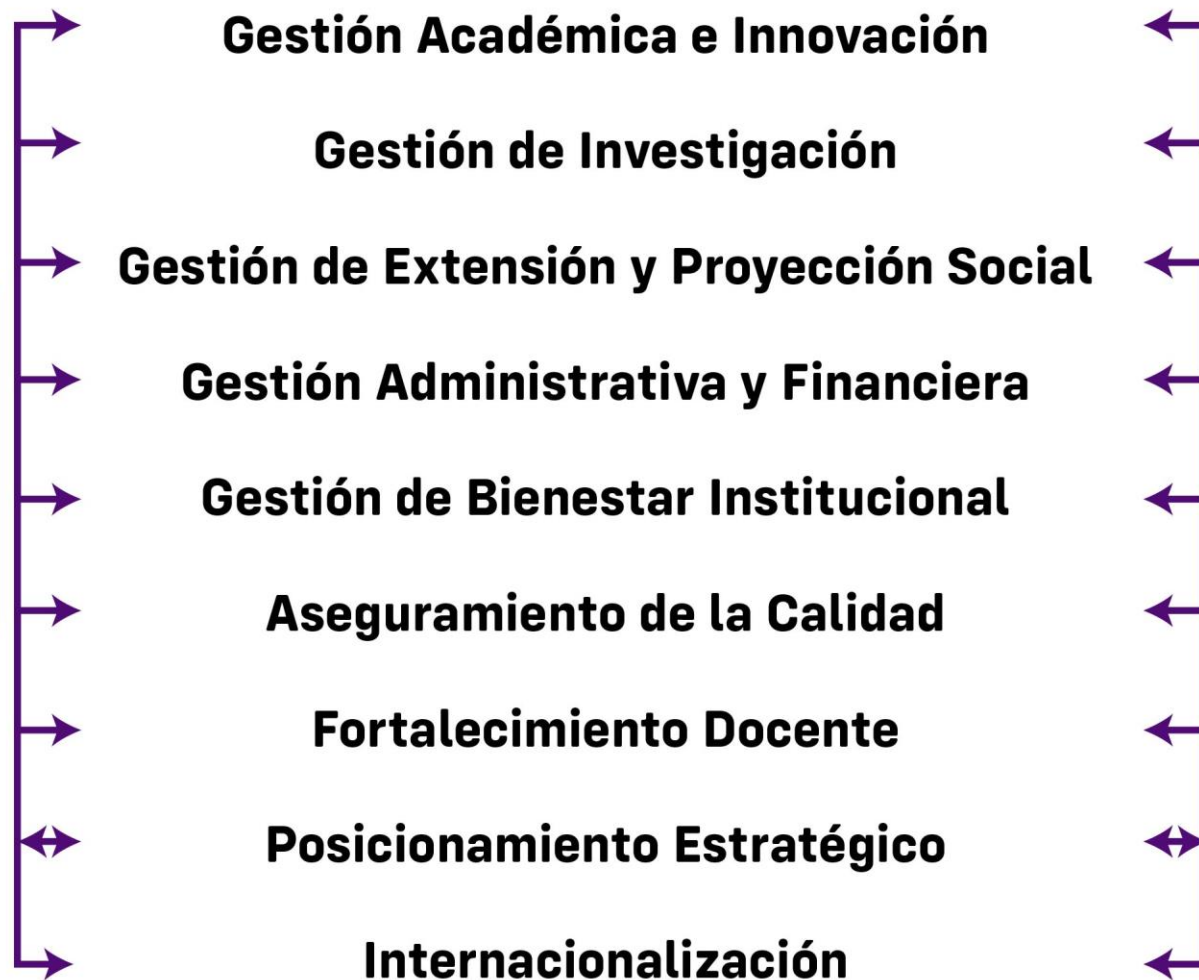 Gestión Académica e Innovación
Gestión de Investigación
Gestión de Extensión y Proyección Social
Gestión Administrativa y Financiera
Gestión de Bienestar Institucional
Aseguramiento de la Calidad
Fortalecimiento Docente
Posicionamiento Estratégico
Internacionalización